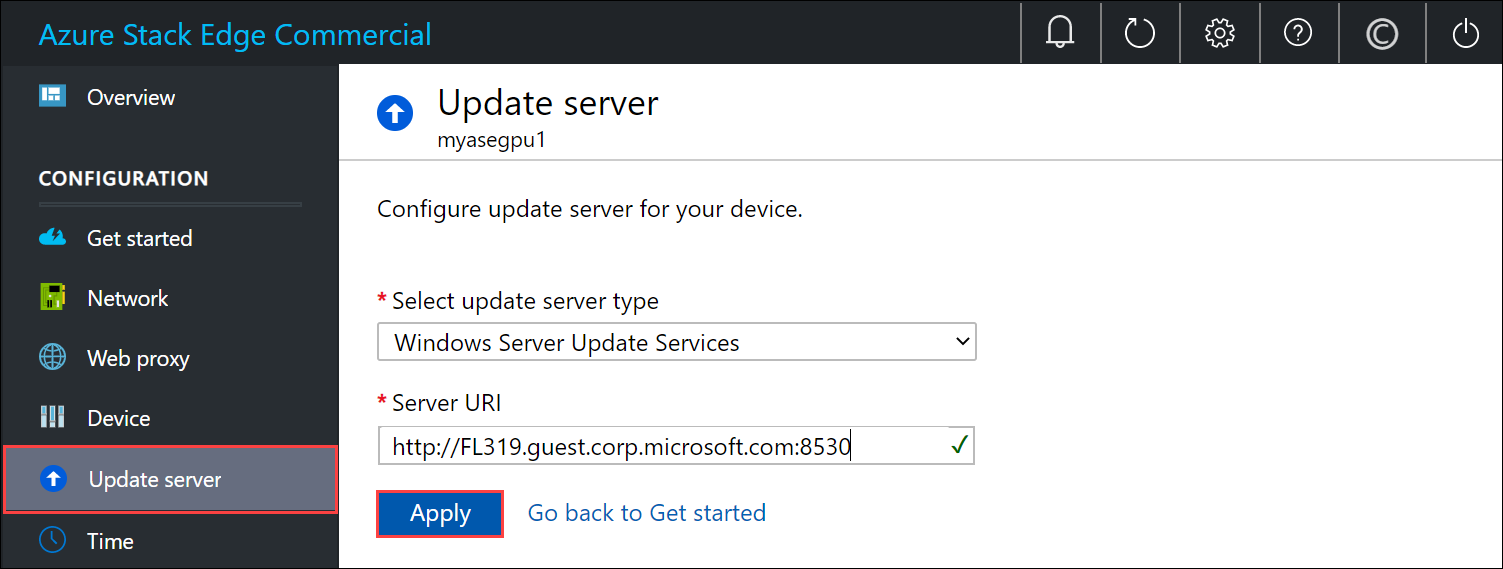 Azure Stack Edge Commercial
Overview
CONFIGURATION
Get started
Network
Web proxy
Device
Update server
Time
Update server
myasegpu1
Configure update server for your device.
* Select update server type
Windows Server Update Services
* Server URI
http://FL319.guest.corp.microsoft.com:8530
Apply Go back to Get started